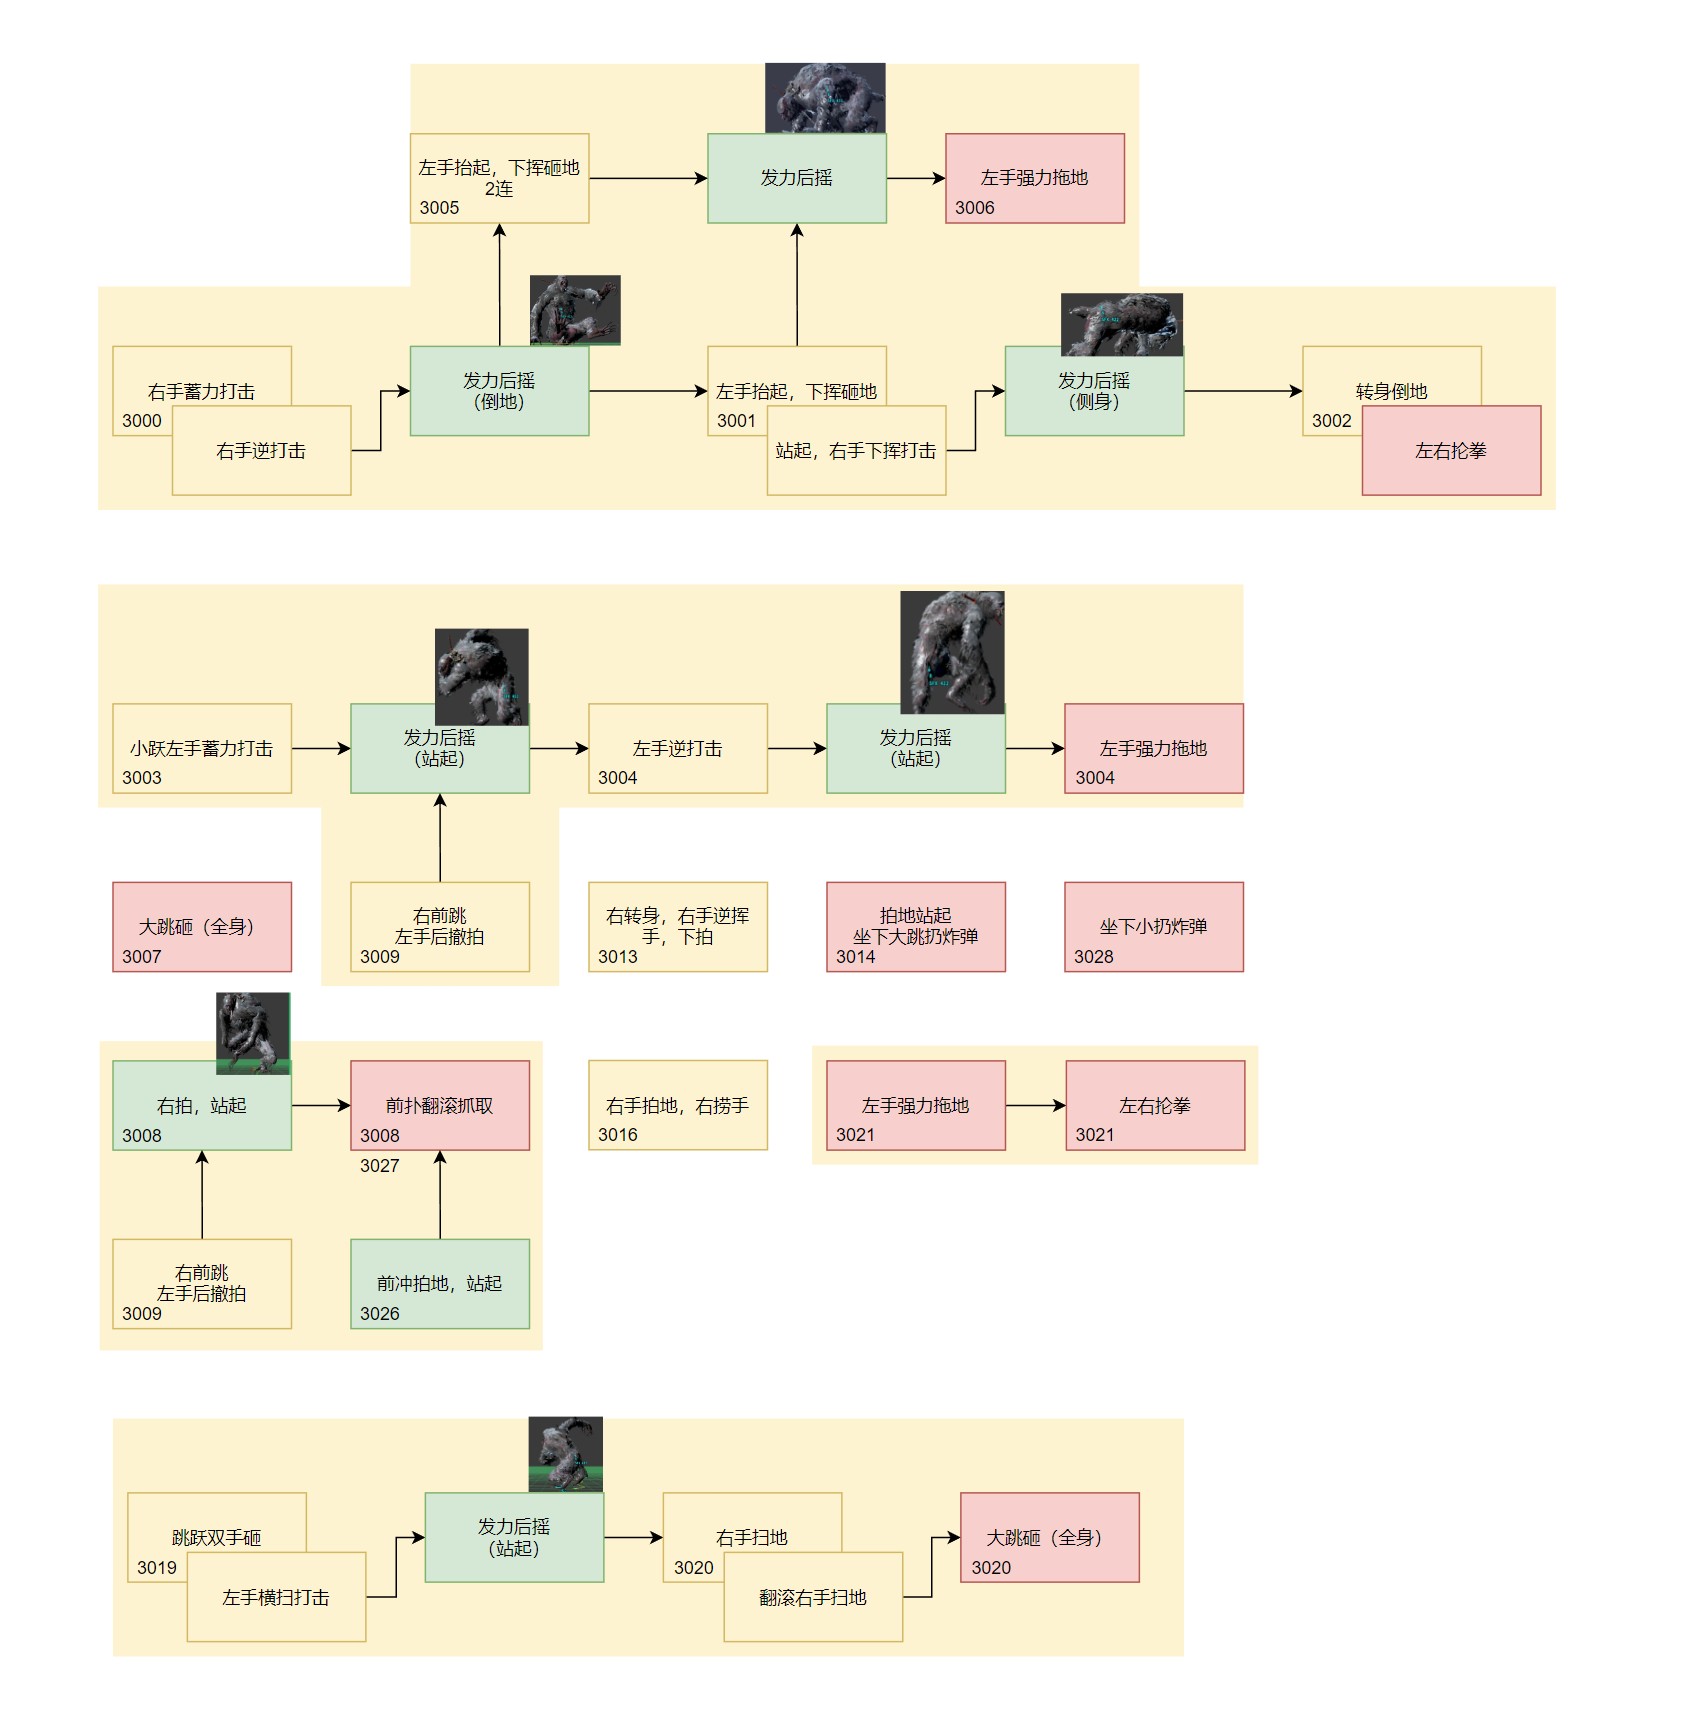 左手抬起，下挥砸地
2连
3005
发力后摇
左手强力拖地
3006
右手蓄力打击
3000
右手逆打击
发力后摇
（倒地）
左手抬起，下挥砸地
3001
站起，右手下挥打击
发力后摇
（侧身）
转身倒地
3002
左右抡拳
小跃左手蓄力打击
3003
发力后摇
（站起）
左手逆打击
3004
发力后摇
（站起）
左手强力拖地
3004
大跳砸（全身）
3007
右前跳
左手后撤拍
3009
右转身，右手逆挥
手，下拍
3013
拍地站起
坐下大跳扔炸弹
3014
坐下小扔炸弹
3028
右拍，站起
3008
前扑翻滚抓取
3008
3027
右手拍地，右捞手
3016
左手强力拖地
3021
左右抡拳
3021
右前跳
左手后撤拍
3009
前冲拍地，站起
3026
跳跃双手砸
3019
左手横扫打击
发力后摇
（站起）
右手扫地
3020
翻滚右手扫地
大跳砸（全身）
3020